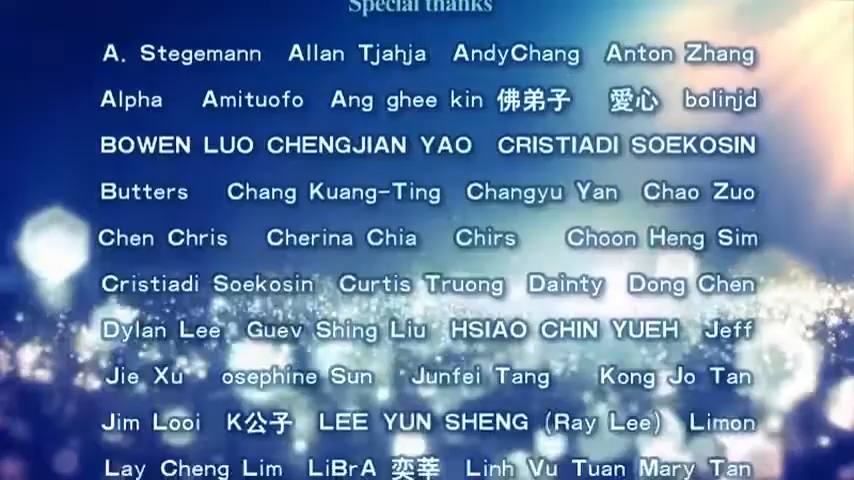 Special thanks
A. Stegemann Allan Tjahja AndyChang Anton Zhang
Alpha Amituofo Ang ghee kin 佛弟子 愛心 bolinjd
BOWEN LUO CHENGJIAN YAO CRISTIADI SOEKOSIN
Butters Chang Kuang-Ting Changyu Yan Chao Zuo
Chen Chris Cherina Chia Chirs Choon Heng Sim
Cristiadi Soekosin Curtis Truong Dainty Dong Chen
Dylan Lee Guev Shing Liu HSIAO CHIN YUEH Jeff
Jie Xu osephine Sun Junfei Tang Kong Jo Tan
Jim Looi K公子 LEE YUN SHENG (Ray Lee) Limon
Lay Cheng Lim LiBrA 奕莘 Linh Vu Tuan Mary Tan